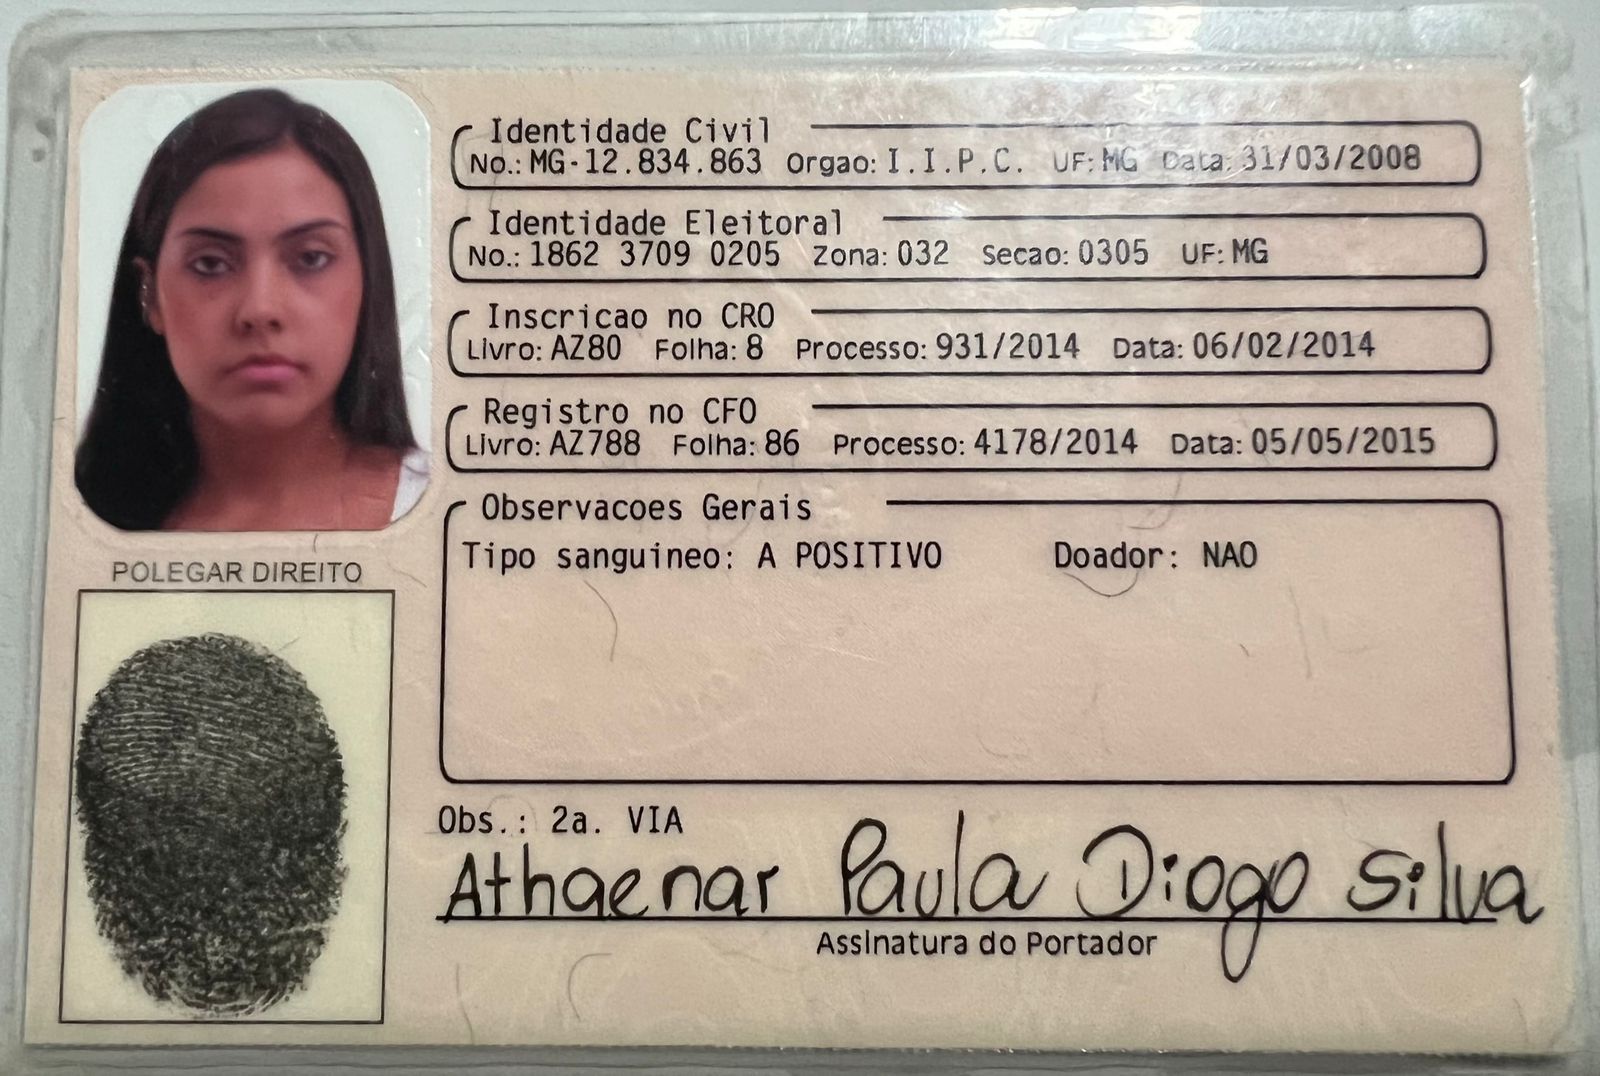 Identidade Civil
No.: MG-12.834.863 Orgao: I.I.P.C. UF: MG Data: 31/03/2008
Identidade Eleitoral
No.: 1862 3709 0205 Zona: 032 Secao: 0305 UF: MG
Inscricao no CRO
Livro: AZ80 Folha: 8 Processo: 931/2014 Data: 06/02/2014
Registro no CFO
Livro: AZ788 Folha: 86 Processo: 4178/2014 Data: 05/05/2015
Observacoes Gerais
Tipo sanguineo: A POSITIVO Doador: NAO
POLEGAR DIREITO
Obs.: 2a. VIA
Athaenar Paula Diogo Silva
Assinatura do Portador